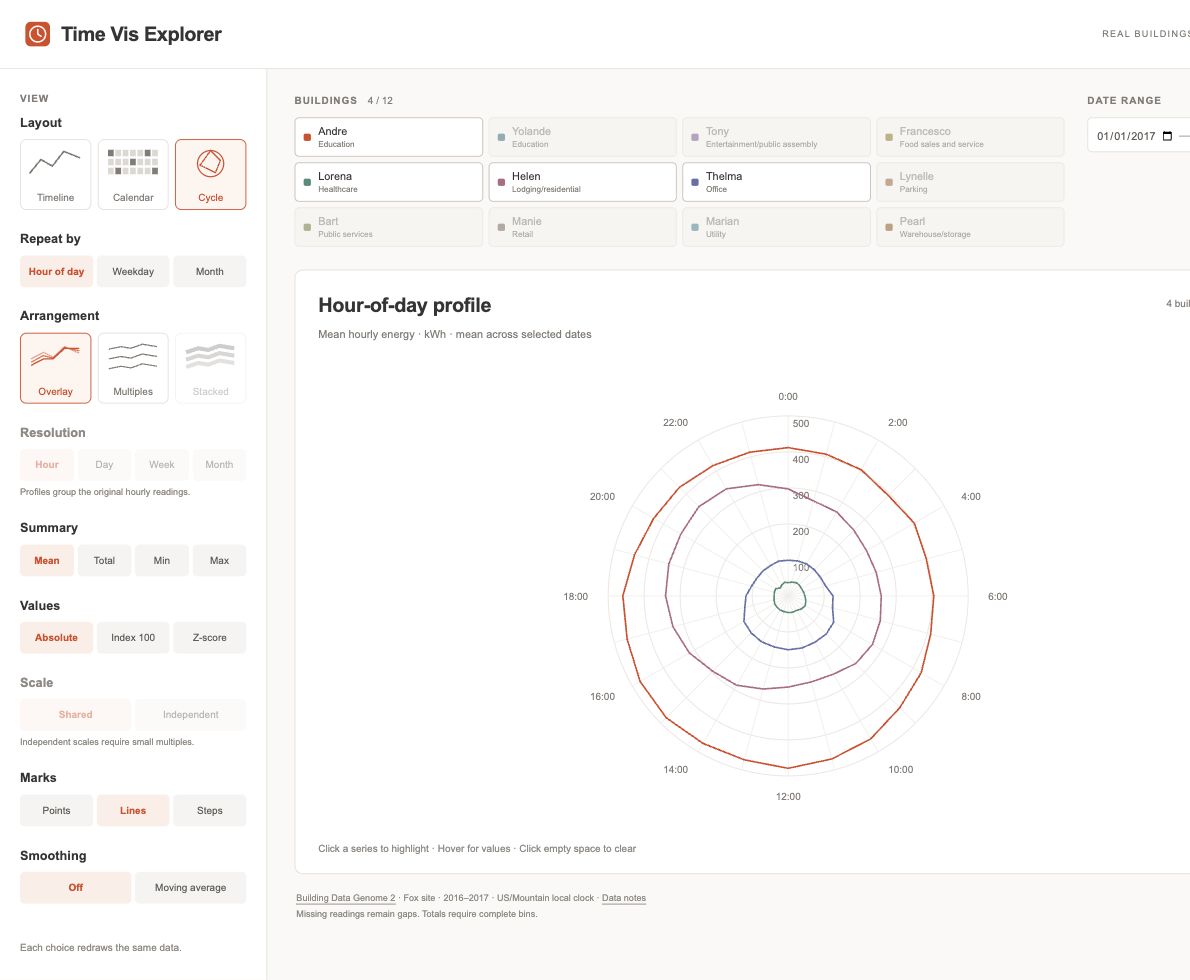 Time Vis Explorer
REAL BUILDINGS
VIEW
Layout
Timeline
Calendar
Cycle
Repeat by
Hour of day
Weekday
Month
Arrangement
Overlay
Multiples
Stacked
Resolution
Hour
Day
Week
Month
Profiles group the original hourly readings.
Summary
Mean
Total
Min
Max
Values
Absolute
Index 100
Z-score
Scale
Shared
Independent
Independent scales require small multiples.
Marks
Points
Lines
Steps
Smoothing
Off
Moving average
Each choice redraws the same data.
BUILDINGS 4 / 12
Andre
Education
Yolande
Education
Tony
Entertainment/public assembly
Francesco
Food sales and service
Lorena
Healthcare
Helen
Lodging/residential
Thelma
Office
Lynelle
Parking
Bart
Public services
Manie
Retail
Marian
Utility
Pearl
Warehouse/storage
DATE RANGE
01/01/2017 —
Hour-of-day profile
4 buil
Mean hourly energy · kWh · mean across selected dates
0:00
2:00
4:00
6:00
8:00
10:00
12:00
14:00
16:00
18:00
20:00
22:00
500
400
300
200
100
Click a series to highlight · Hover for values · Click empty space to clear
Building Data Genome 2 · Fox site · 2016–2017 · US/Mountain local clock · Data notes
Missing readings remain gaps. Totals require complete bins.